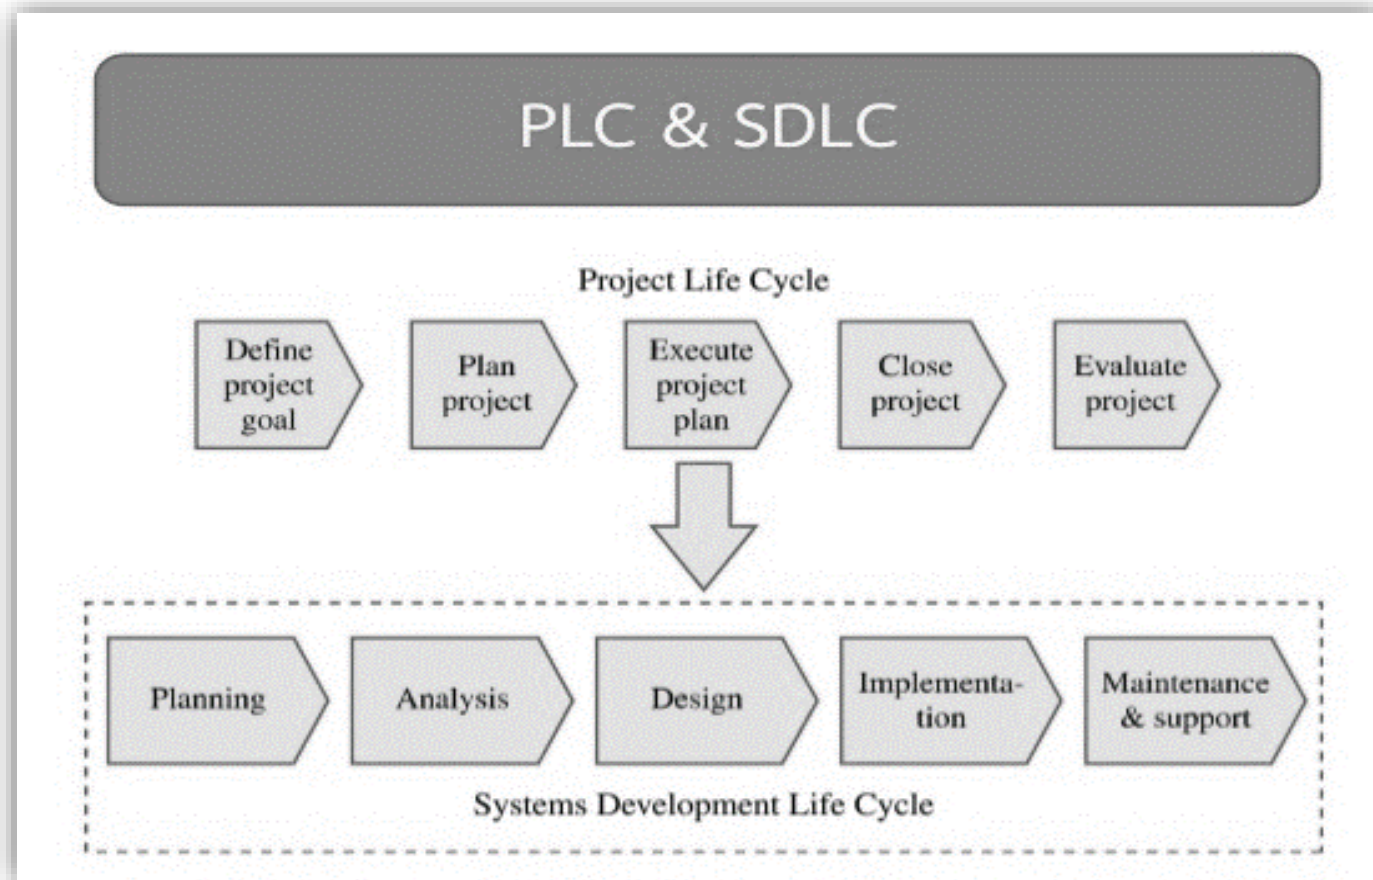 PLC & SDLC
Project Life Cycle
Define
project
goal
Plan
project
Execute
project
plan
Close
project
Evaluate
project
Planning
Analysis
Design
Implementa-
tion
Maintenance
& support
Systems Development Life Cycle